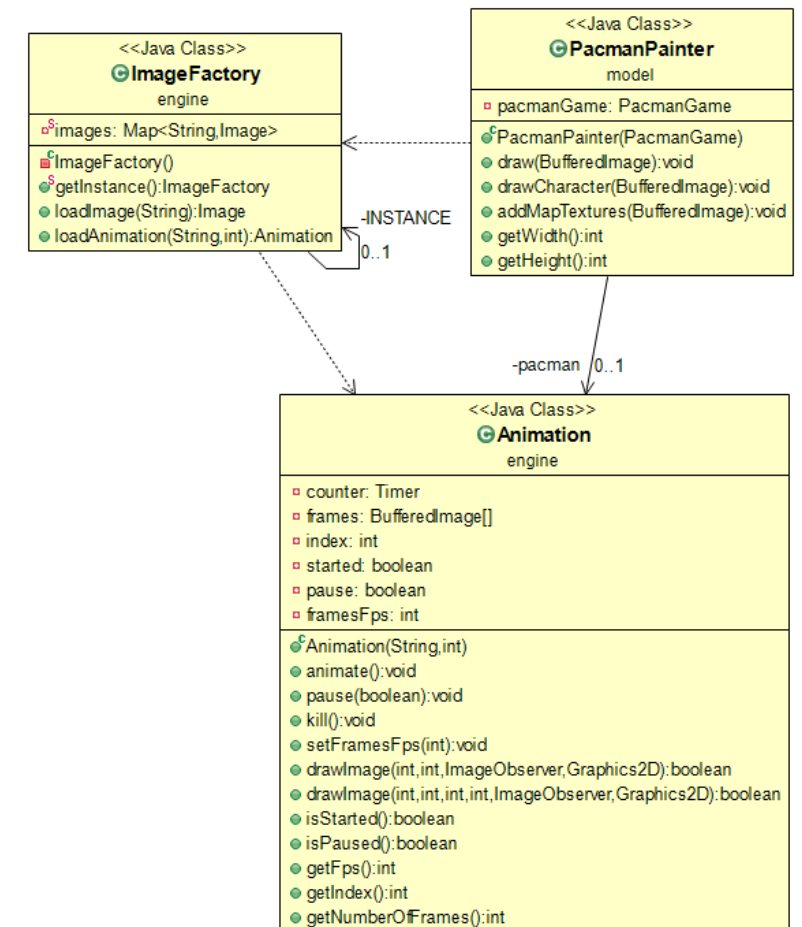 <<Java Class>>
ImageFactory
engine
images: Map<String,Image>
ImageFactory()
getInstance():ImageFactory
loadImage(String):Image
loadAnimation(String,int):Animation
-INSTANCE
0..1
<<Java Class>>
PacmanPainter
model
pacmanGame: PacmanGame
PacmanPainter(PacmanGame)
draw(BufferedImage):void
drawCharacter(BufferedImage):void
addMapTextures(BufferedImage):void
getWidth():int
getHeight():int
-pacman 0..1
<<Java Class>>
Animation
engine
counter: Timer
frames: BufferedImage[]
index: int
started: boolean
pause: boolean
framesFps: int
Animation(String,int)
animate():void
pause(boolean):void
kill():void
setFramesFps(int):void
drawImage(int,int,ImageObserver,Graphics2D):boolean
drawImage(int,int,int,int,ImageObserver,Graphics2D):boolean
isStarted():boolean
isPaused():boolean
getFps():int
getIndex():int
getNumberOfFrames():int